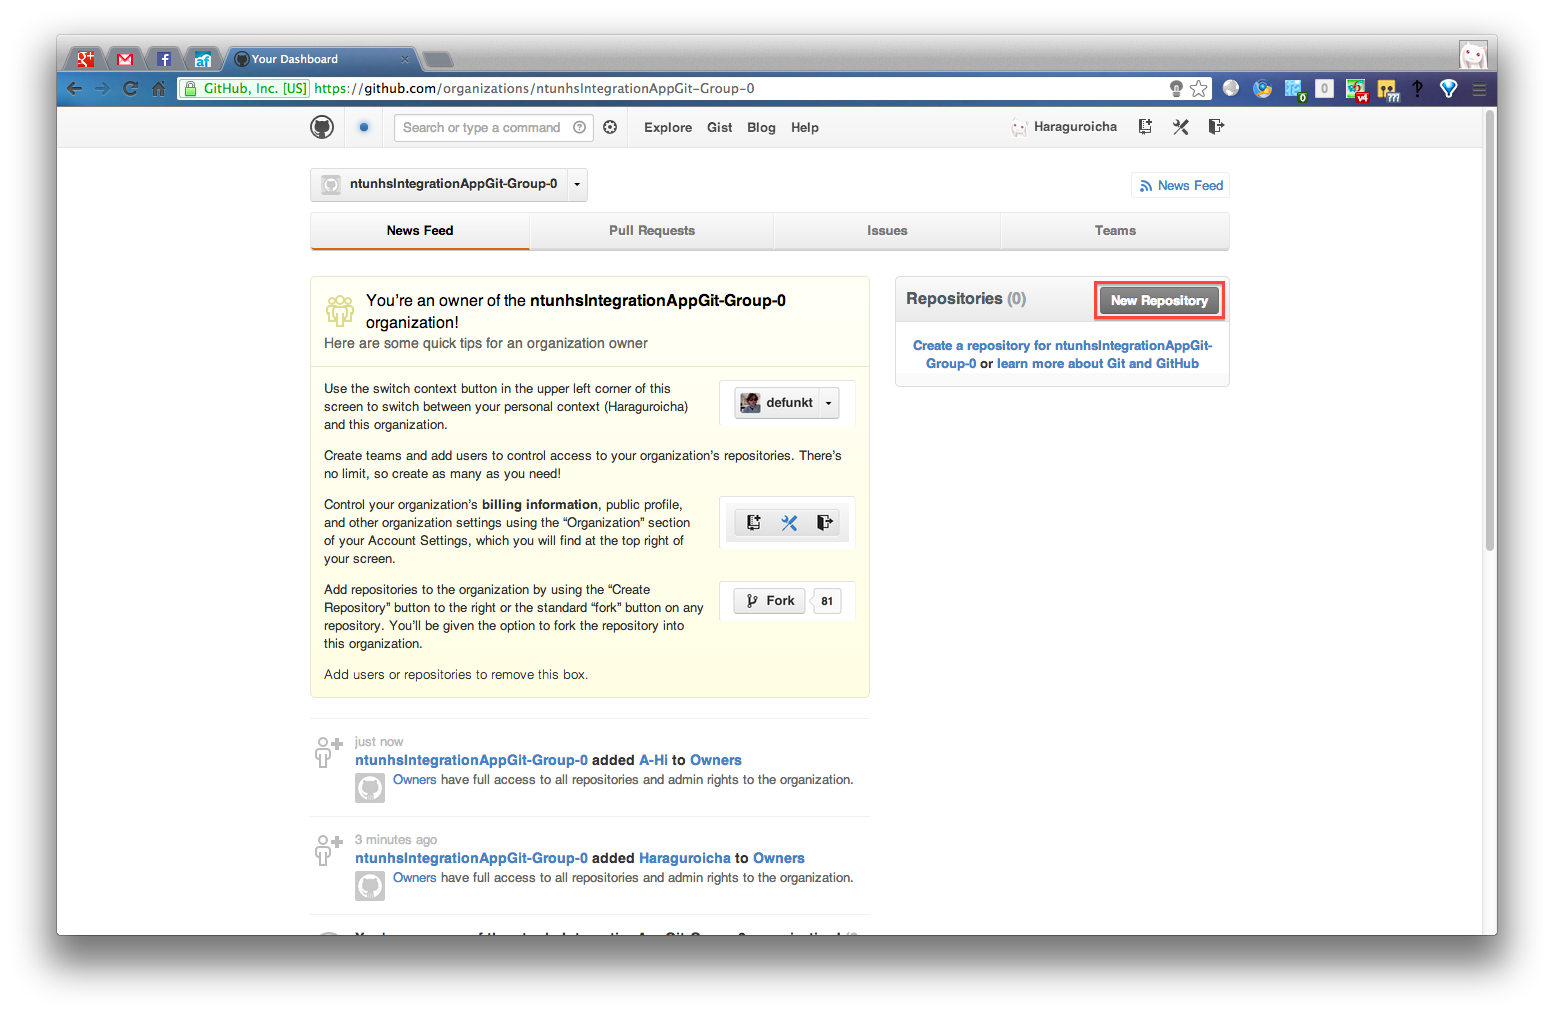 Your Dashboard
GitHub, Inc. [US] https://github.com/organizations/ntunhsIntegrationAppGit-Group-0
Search or type a command
Explore Gist Blog Help
Haraguroicha
ntunhsIntegrationAppGit-Group-0
News Feed
News Feed
Pull Requests
Issues
Teams
You’re an owner of the ntunhsIntegrationAppGit-Group-0
organization!
Here are some quick tips for an organization owner
Use the switch context button in the upper left corner of this
screen to switch between your personal context (Haraguroicha)
and this organization.
defunkt
Create teams and add users to control access to your organization’s repositories. There’s
no limit, so create as many as you need!
Control your organization’s billing information, public profile,
and other organization settings using the “Organization” section
of your Account Settings, which you will find at the top right of
your screen.
Add repositories to the organization by using the “Create
Repository” button to the right or the standard “fork” button on any
repository. You’ll be given the option to fork the repository into
this organization.
Fork 81
Add users or repositories to remove this box.
Repositories (0)
New Repository
Create a repository for ntunhsIntegrationAppGit-
Group-0 or learn more about Git and GitHub
just now
ntunhsIntegrationAppGit-Group-0 added A-Hi to Owners
Owners have full access to all repositories and admin rights to the organization.
3 minutes ago
ntunhsIntegrationAppGit-Group-0 added Haraguroicha to Owners
Owners have full access to all repositories and admin rights to the organization.